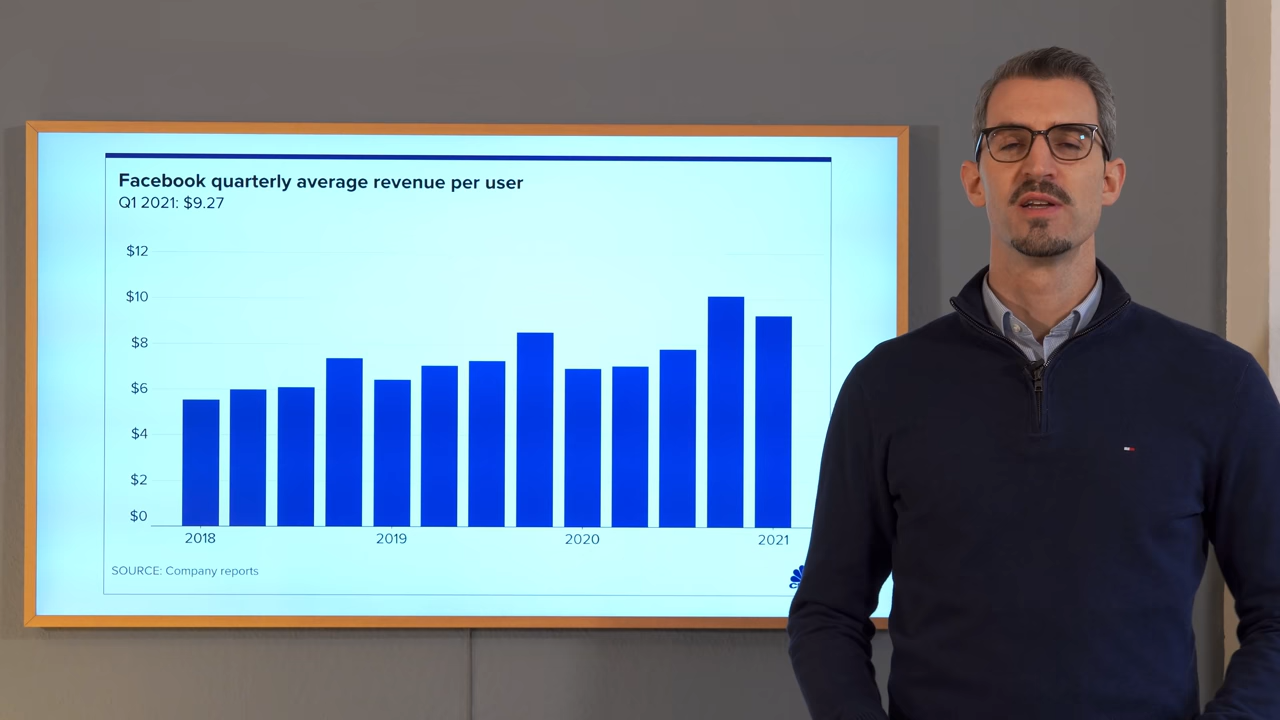 Facebook quarterly average revenue per user
Q1 2021: $9.27
$12
$10
$8
$6
$4
$2
$0
2018 2019 2020 2021
SOURCE: Company reports